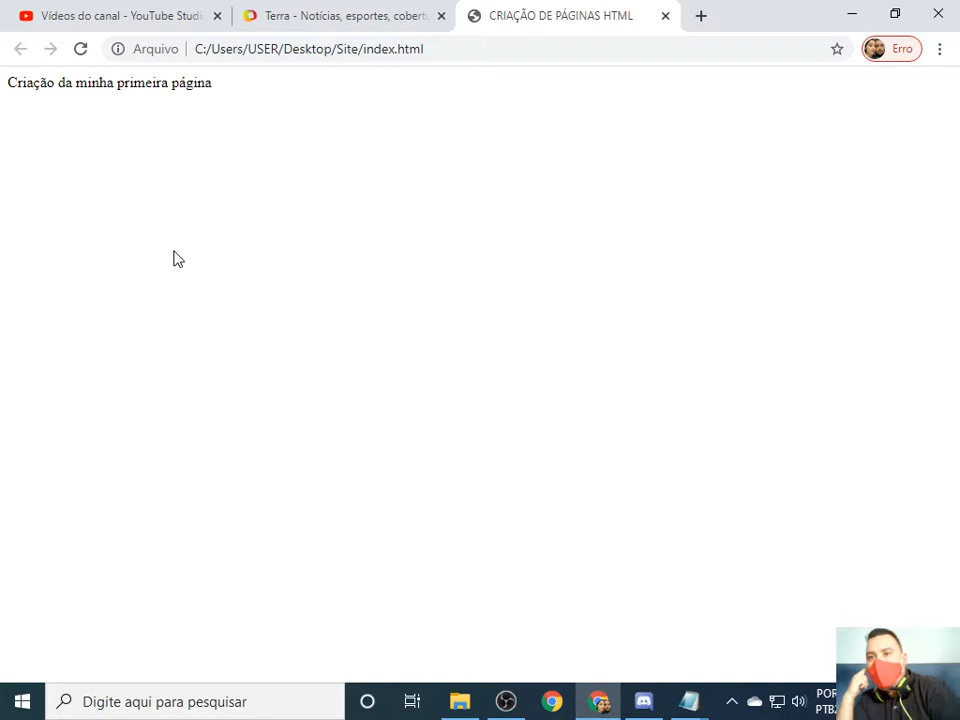 Vídeos do canal - YouTube Studi
Terra - Notícias, esportes, cobert
CRIAÇÃO DE PÁGINAS HTML
Arquivo
C:/Users/USER/Desktop/Site/index.html
Erro
Criação da minha primeira página
Digite aqui para pesquisar
POR
PTB2